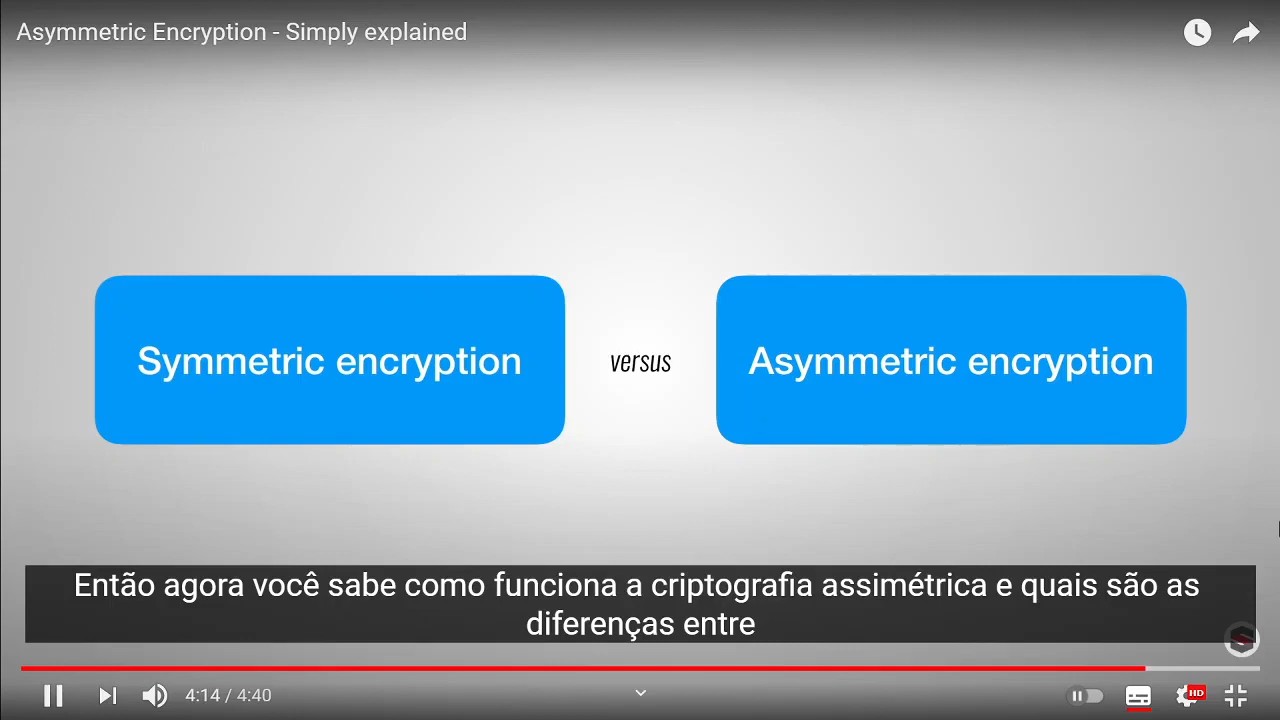 Asymmetric Encryption - Simply explained
Symmetric encryption
versus
Asymmetric encryption
Então agora você sabe como funciona a criptografia assimétrica e quais são as
diferenças entre
4:14 / 4:40
HD